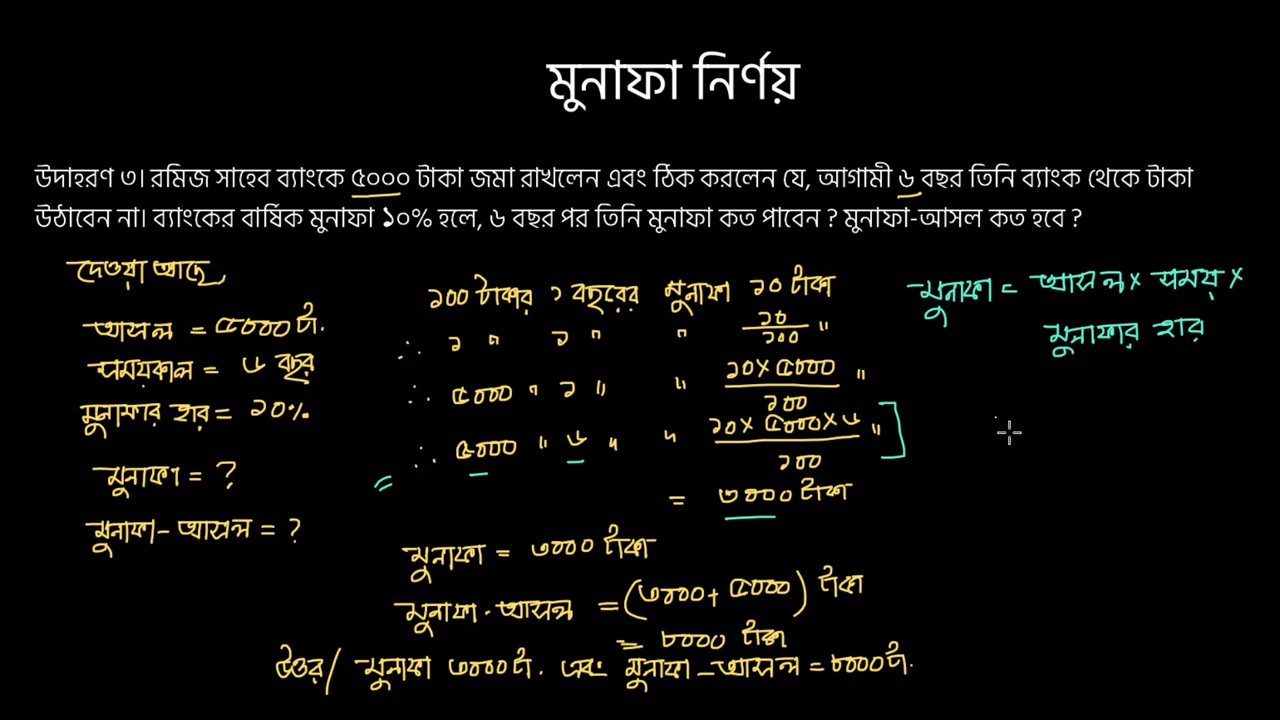 মুনাফা নির্ণয়
উদাহরণ ৩। রমিজ সাহেব ব্যাংকে ৫০০০ টাকা জমা রাখলেন এবং ঠিক করলেন যে, আগামী ৬ বছর তিনি ব্যাংক থেকে টাকা
উঠাবেন না। ব্যাংকের বার্ষিক মুনাফা ১০% হলে, ৬ বছর পর তিনি মুনাফা কত পাবেন ? মুনাফা-আসল কত হবে ?
দেওয়া আছে,
আসল = ৫০০০ টা.
সময়কাল = ৬ বছর
মুনাফার হার = ১০%
মুনাফা = ?
মুনাফা-আসল = ?
১০০ টাকার ১ বছরের মুনাফা ১০ টাকা
∴ ১ " ১ " " ১০/১০০ "
∴ ৫০০০ " ১ " " ১০×৫০০০/১০০ "
∴ ৫০০০ " ৬ " " ১০×৫০০০×৬/১০০ "
= ৩০০০ টাকা
মুনাফা = ৩০০০ টাকা
মুনাফা-আসল = (৩০০০+৫০০০) টাকা
= ৮০০০ টাকা
উত্তর/ মুনাফা ৩০০০ টা. এবং মুনাফা-আসল = ৮০০০ টা.
মুনাফা = আসল × সময় ×
মুনাফার হার